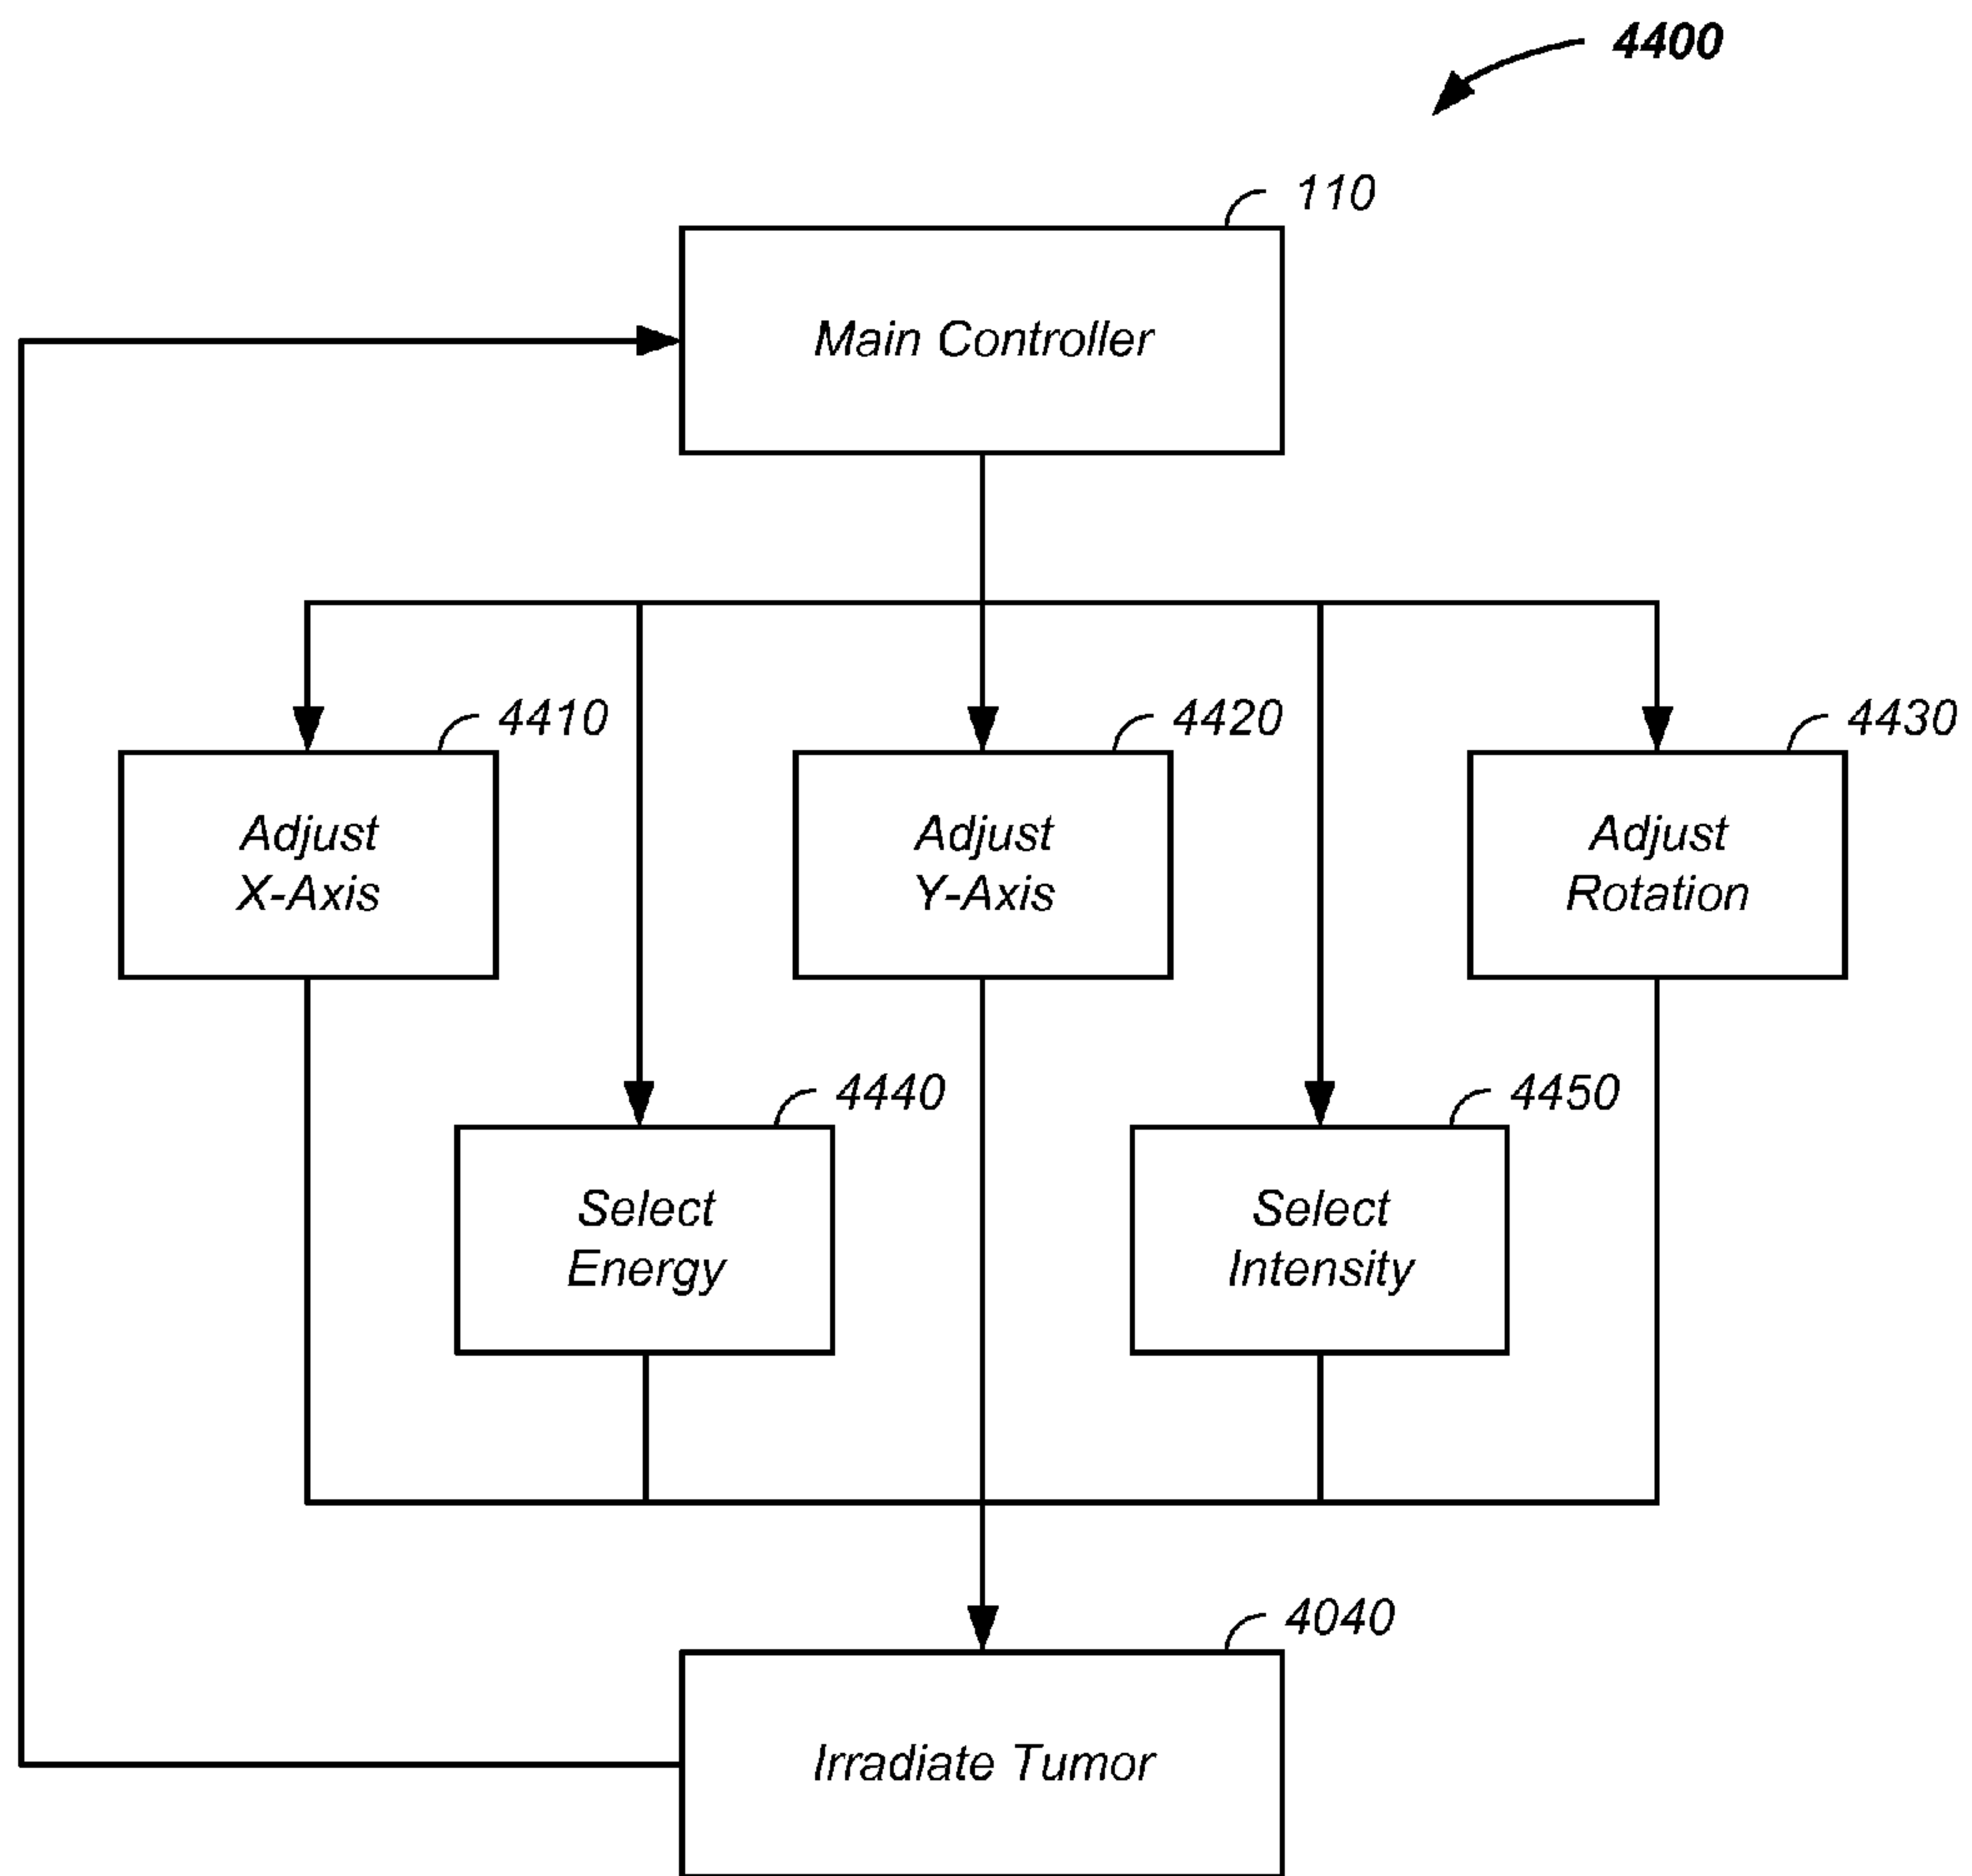 4400
110
Main Controller
4410
4420
4430
Adjust
X-Axis
Adjust
Y-Axis
Adjust
Rotation
4440
4450
Select
Energy
Select
Intensity
4040
Irradiate Tumor